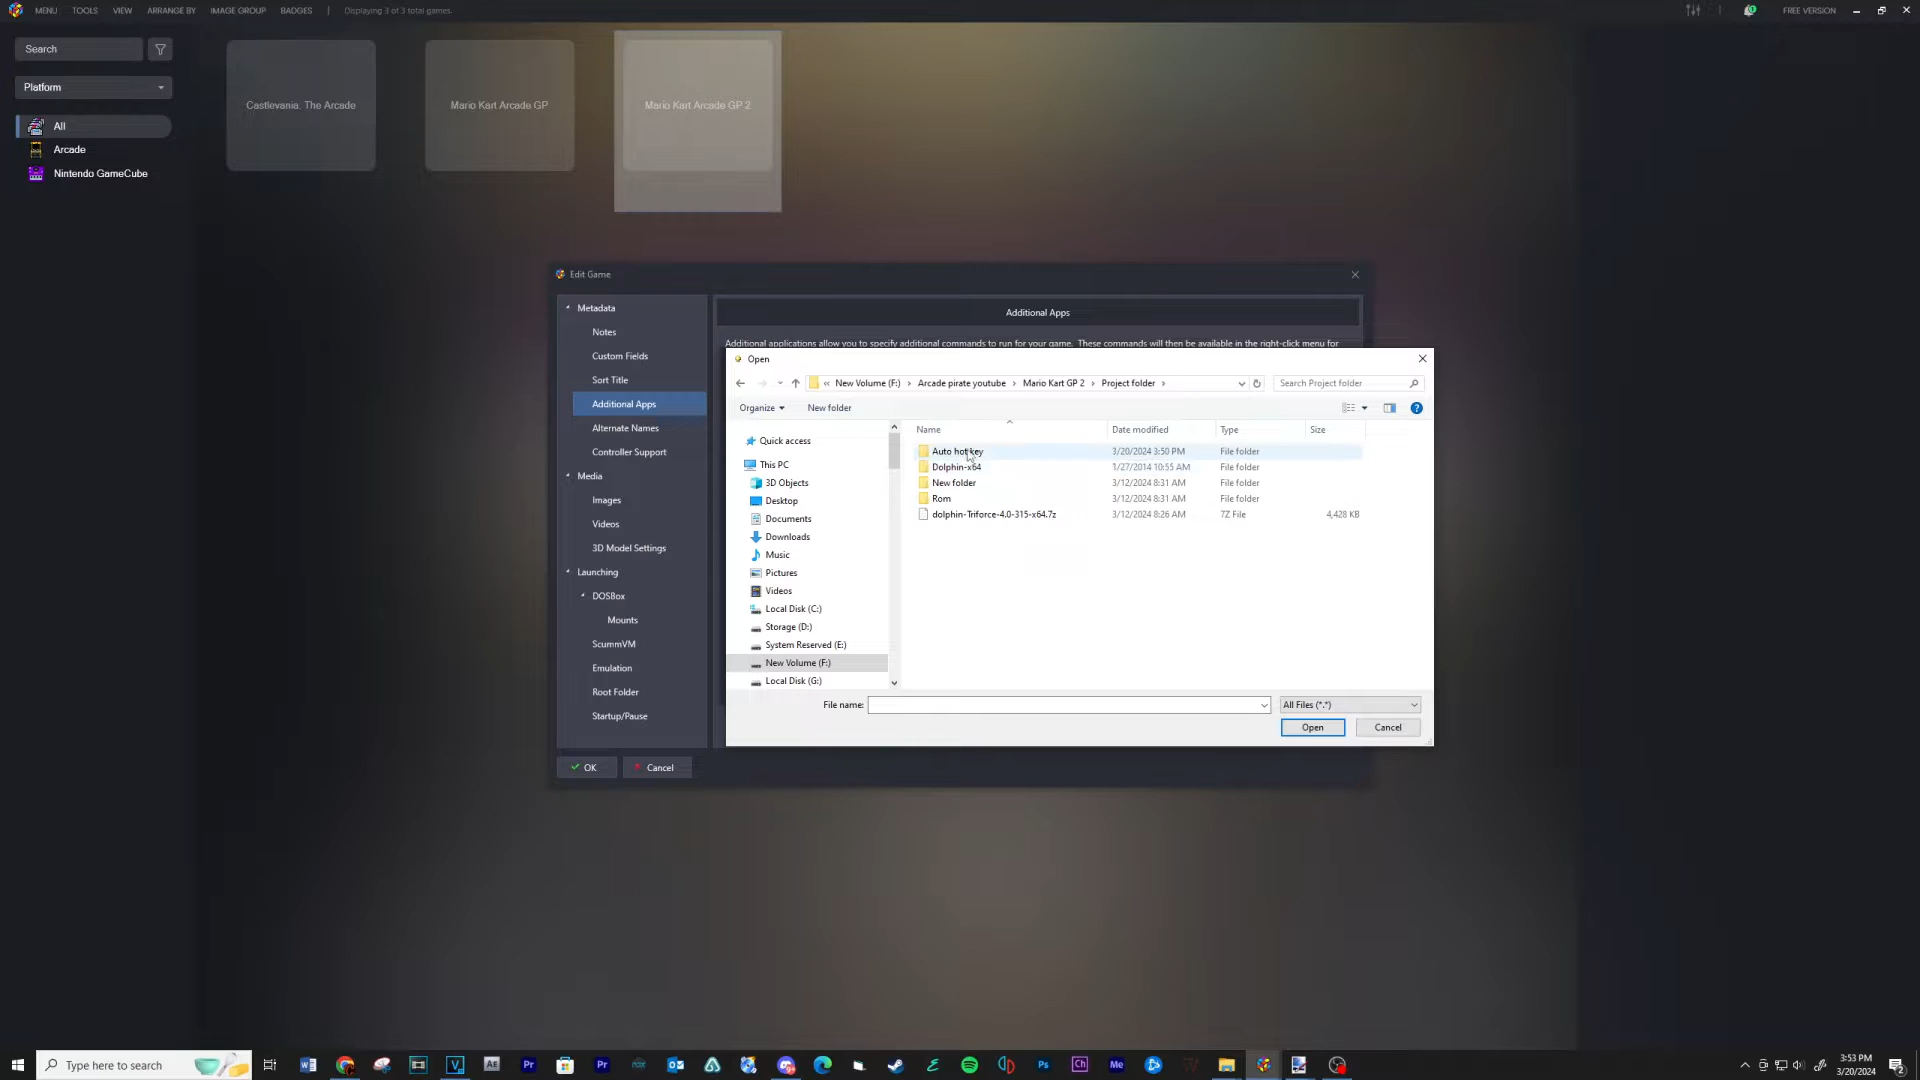 MENU TOOLS VIEW ARRANGE BY IMAGE GROUP BADGES | Displaying 3 of 3 total games. FREE VERSION
Search
Platform
All
Arcade
Nintendo GameCube
Castlevania: The Arcade
Mario Kart Arcade GP
Mario Kart Arcade GP 2
Edit Game
Metadata
Notes
Custom Fields
Sort Title
Additional Apps
Alternate Names
Controller Support
Media
Images
Videos
3D Model Settings
Launching
DOSBox
Mounts
ScummVM
Emulation
Root Folder
Startup/Pause
OK Cancel
Additional Apps
Additional applications allow you to specify additional commands to run for your game. These commands will then be available in the right-click menu for
Open
« New Volume (F:) › Arcade pirate youtube › Mario Kart GP 2 › Project folder ›
Search Project folder
Organize New folder
Quick access
This PC
3D Objects
Desktop
Documents
Downloads
Music
Pictures
Videos
Local Disk (C:)
Storage (D:)
System Reserved (E:)
New Volume (F:)
Local Disk (G:)
Name Date modified Type Size
Auto hot key 3/20/2024 3:50 PM File folder
Dolphin-x64 1/27/2014 10:55 AM File folder
New folder 3/12/2024 8:31 AM File folder
Rom 3/12/2024 8:31 AM File folder
dolphin-Triforce-4.0-315-x64.7z 3/12/2024 8:26 AM 7Z File 4,428 KB
File name: All Files (*.*)
Open Cancel
Type here to search
W V AE Pr Pr Ps Ch Me
3:53 PM
3/20/2024
2